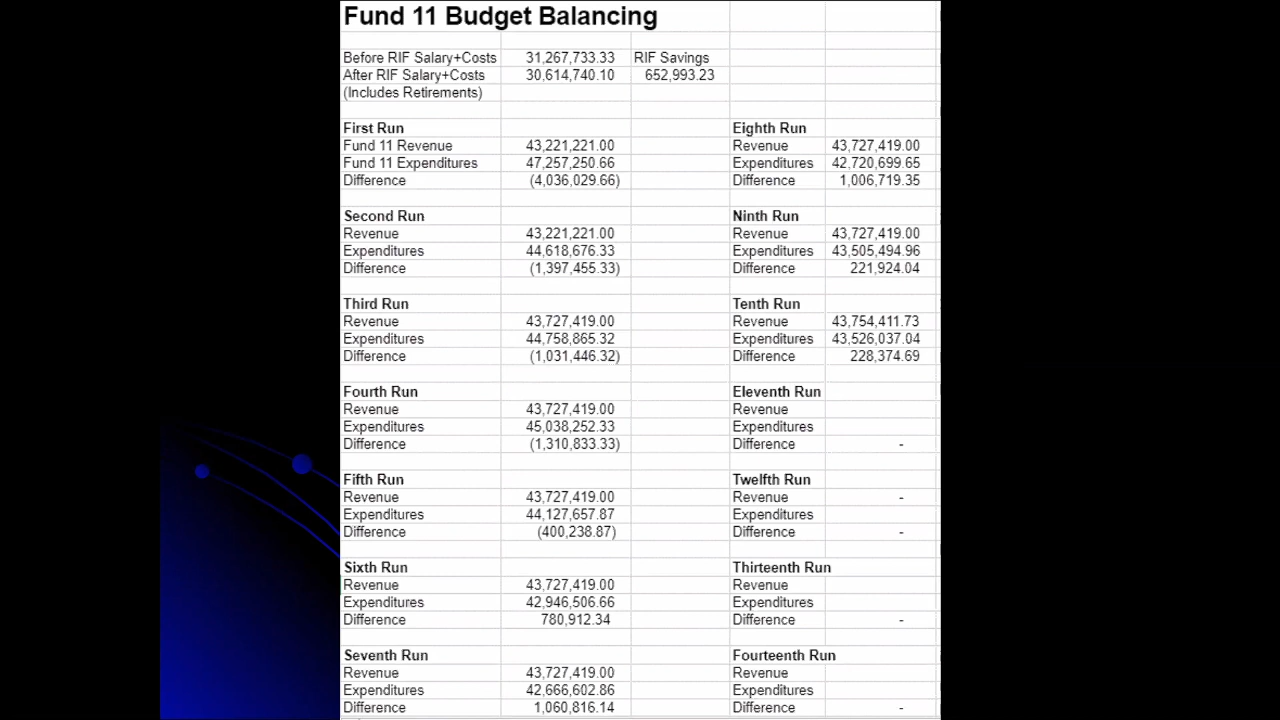 Fund 11 Budget Balancing
Before RIF Salary+Costs 31,267,733.33 RIF Savings
After RIF Salary+Costs 30,614,740.10 652,993.23
(Includes Retirements)
First Run
Fund 11 Revenue 43,221,221.00
Fund 11 Expenditures 47,257,250.66
Difference (4,036,029.66)
Second Run
Revenue 43,221,221.00
Expenditures 44,618,676.33
Difference (1,397,455.33)
Third Run
Revenue 43,727,419.00
Expenditures 44,758,865.32
Difference (1,031,446.32)
Fourth Run
Revenue 43,727,419.00
Expenditures 45,038,252.33
Difference (1,310,833.33)
Fifth Run
Revenue 43,727,419.00
Expenditures 44,127,657.87
Difference (400,238.87)
Sixth Run
Revenue 43,727,419.00
Expenditures 42,946,506.66
Difference 780,912.34
Seventh Run
Revenue 43,727,419.00
Expenditures 42,666,602.86
Difference 1,060,816.14
Eighth Run
Revenue 43,727,419.00
Expenditures 42,720,699.65
Difference 1,006,719.35
Ninth Run
Revenue 43,727,419.00
Expenditures 43,505,494.96
Difference 221,924.04
Tenth Run
Revenue 43,754,411.73
Expenditures 43,526,037.04
Difference 228,374.69
Eleventh Run
Revenue
Expenditures
Difference -
Twelfth Run
Revenue -
Expenditures
Difference -
Thirteenth Run
Revenue
Expenditures
Difference -
Fourteenth Run
Revenue
Expenditures
Difference -